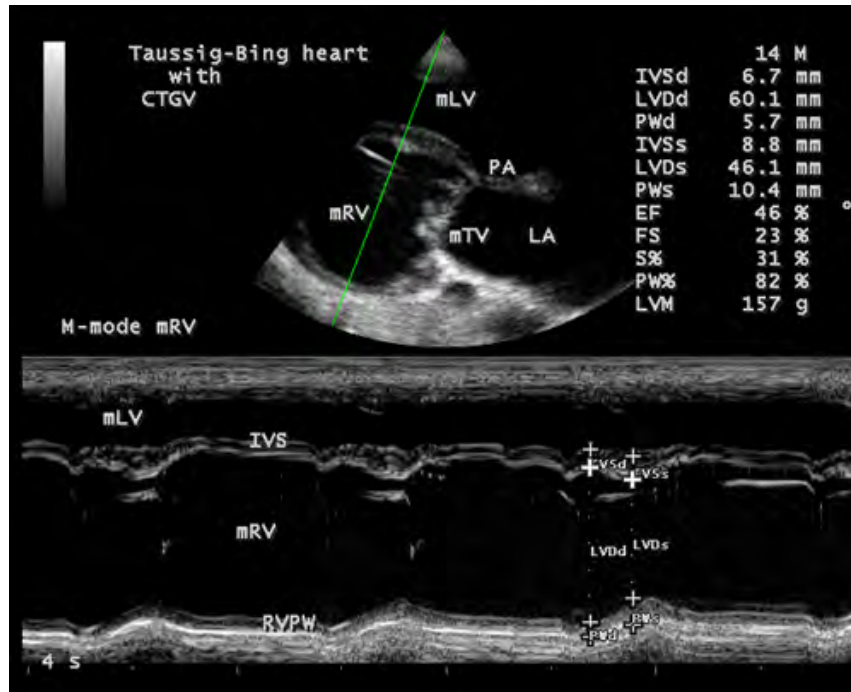 Taussig-Bing heart
with
CTGV
mLV
PA
mRV
mTV
LA
M-mode mRV
14 M
IVSd 6.7 mm
LVDd 60.1 mm
PWd 5.7 mm
IVSs 8.8 mm
LVDs 46.1 mm
PWs 10.4 mm
EF 46 %
FS 23 %
S% 31 %
PW% 82 %
LVM 157 g
mLV
IVS
IVSd
IVSs
mRV
LVDd
LVDs
RVPW
PWd
PWs
4 s